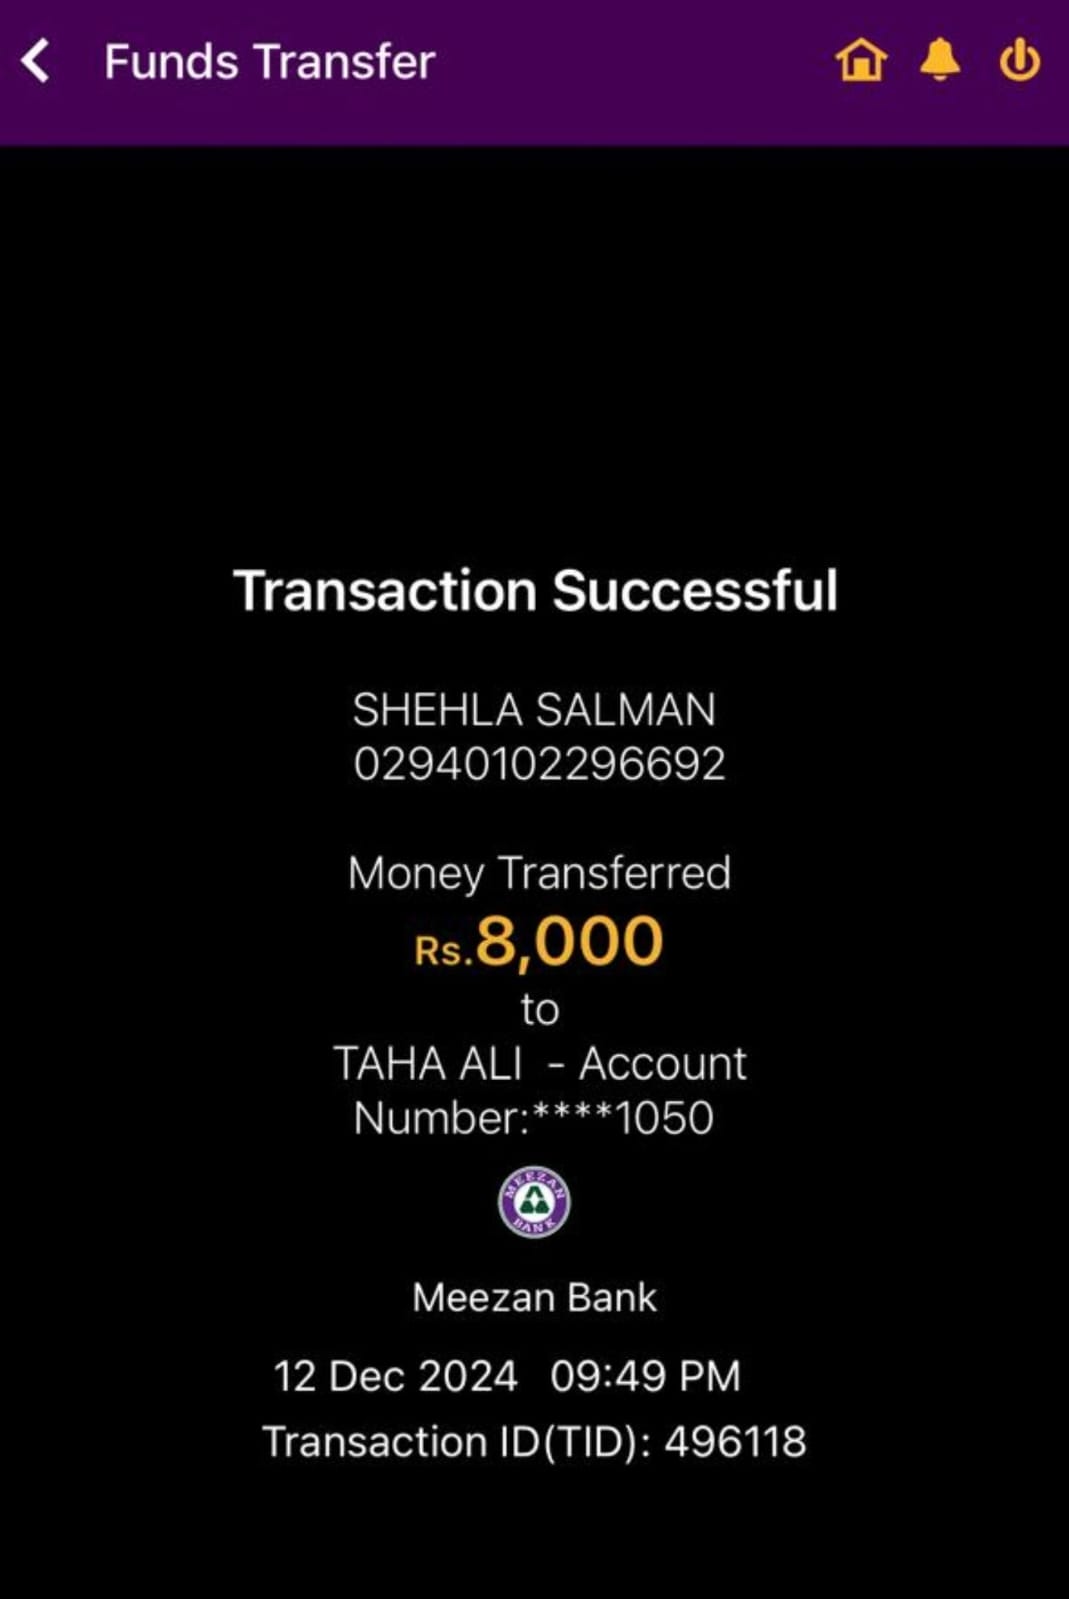 Funds Transfer
Transaction Successful
SHEHLA SALMAN
02940102296692
Money Transferred
Rs.8,000
to
TAHA ALI - Account
Number:****1050
MEEZAN
BANK
Meezan Bank
12 Dec 2024 09:49 PM
Transaction ID(TID): 496118